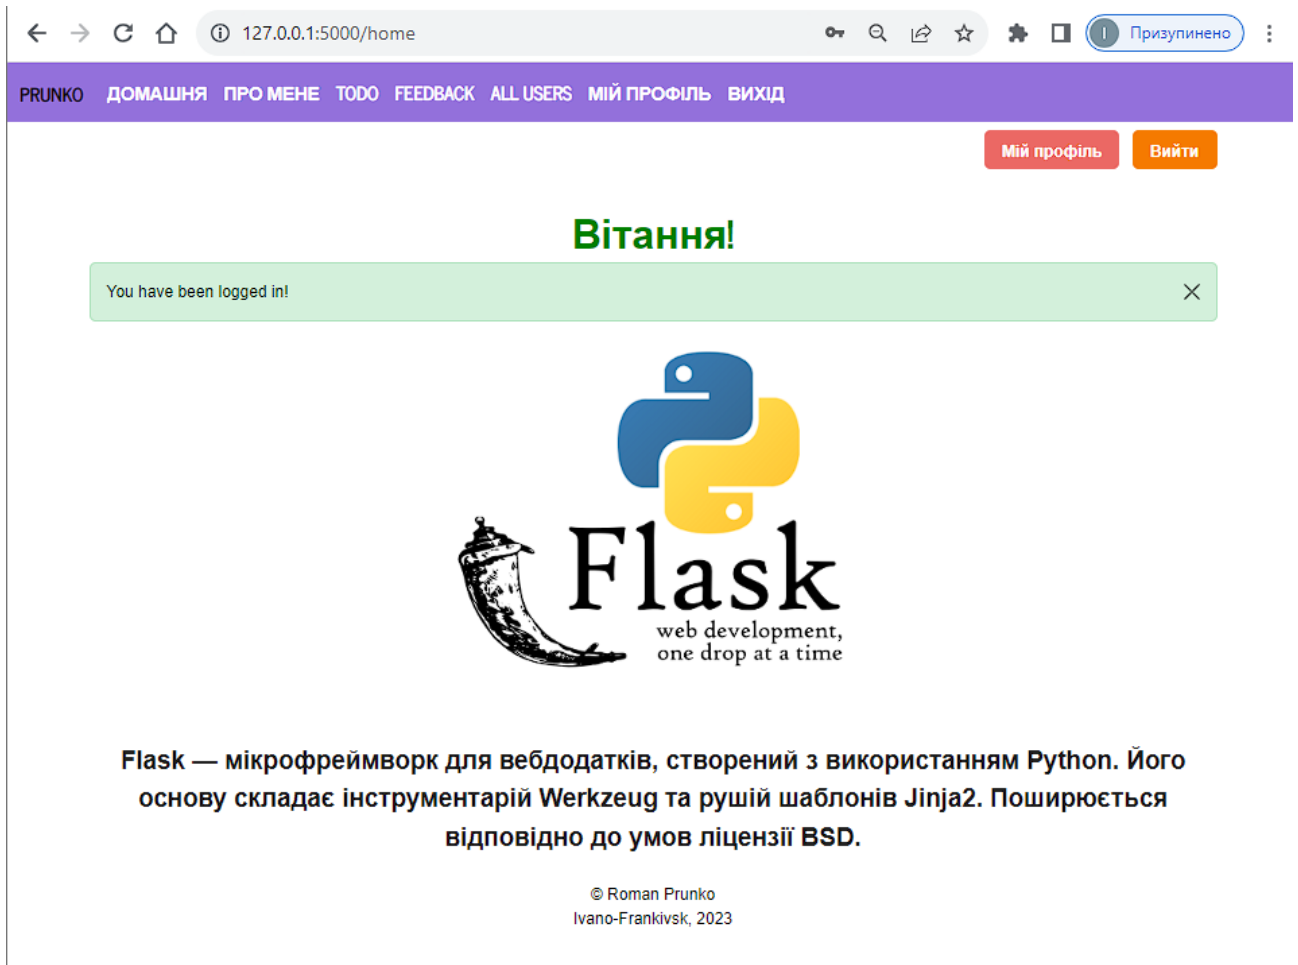 127.0.0.1:5000/home
І
Призупинено
PRUNKO ДОМАШНЯ ПРО МЕНЕ TODO FEEDBACK ALL USERS МІЙ ПРОФІЛЬ ВИХІД
Мій профіль Вийти
Вітання!
You have been logged in!
Flask
web development,
one drop at a time
Flask — мікрофреймворк для вебдодатків, створений з використанням Python. Його
основу складає інструментарій Werkzeug та рушій шаблонів Jinja2. Поширюється
відповідно до умов ліцензії BSD.
© Roman Prunko
Ivano-Frankivsk, 2023